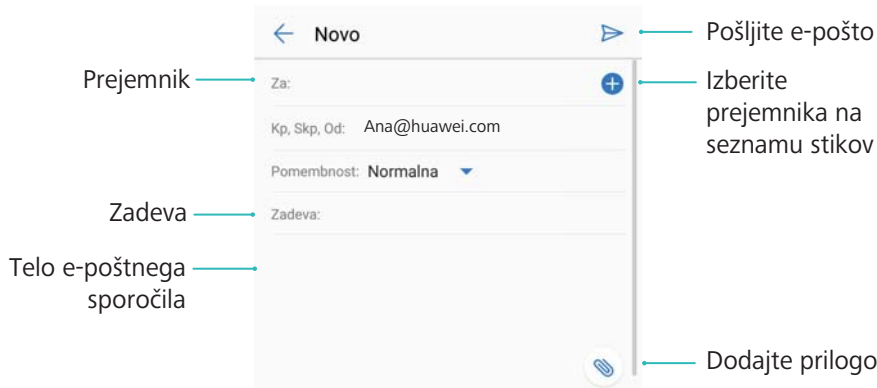 Novo
Pošljite e-pošto
Prejemnik
Za:
Izberite
prejemnika na
seznamu stikov
Kp, Skp, Od: Ana@huawei.com
Pomembnost: Normalna
Zadeva
Zadeva:
Telo e-poštnega
sporočila
Dodajte prilogo